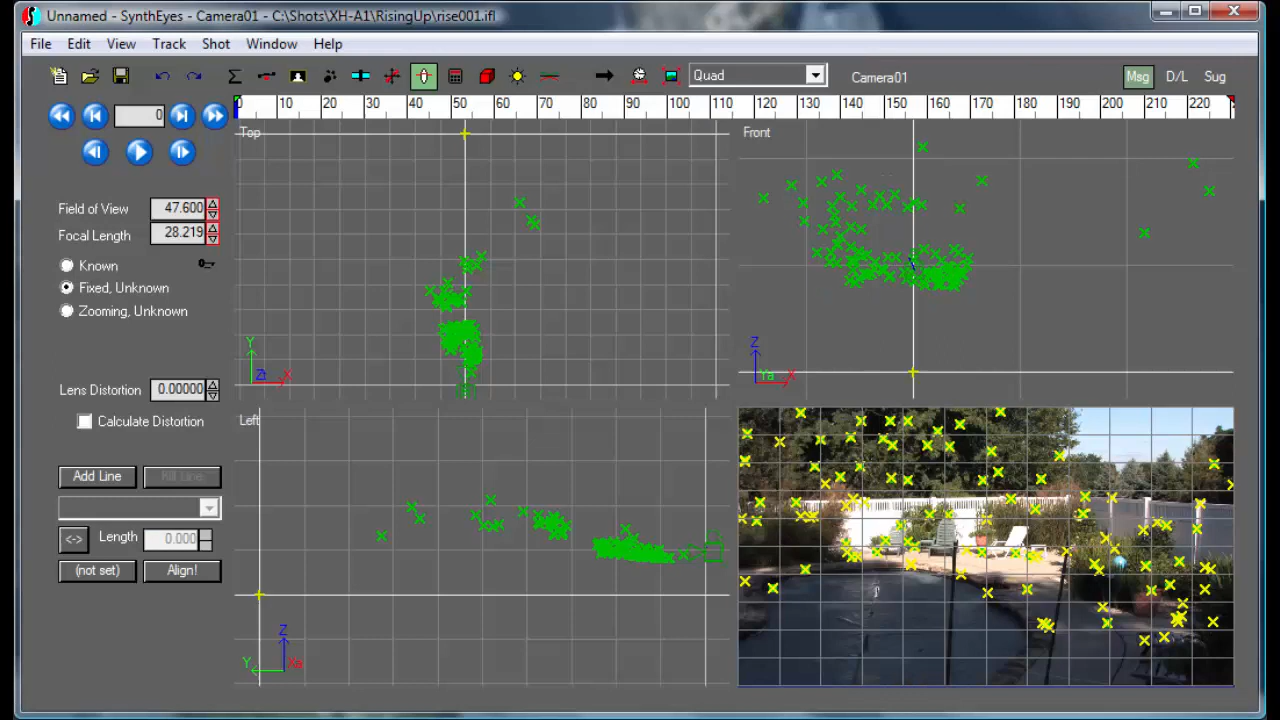 Unnamed - SynthEyes - Camera01 - C:\Shots\XH-A1\RisingUp\rise001.ifl
File Edit View Track Shot Window Help
Quad Camera01 Msg D/L Sug
0 0 10 20 30 40 50 60 70 80 90 100 110 120 130 140 150 160 170 180 190 200 210 220
Top Front
Field of View 47.600
Focal Length 28.219
Known
Fixed, Unknown
Zooming, Unknown
Z
Y
X
Ya X
Left
Lens Distortion 0.00000
Calculate Distortion
Add Line Kill Line
<-> Length 0.000
(not set) Align!
Z
Y Xa